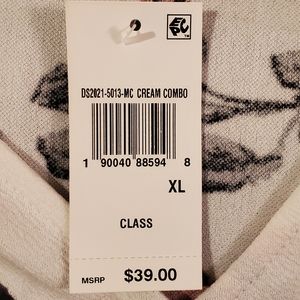 DS2021-5013-MC CREAM COMBO
1 90040 88594 8
XL
CLASS
MSRP $39.00